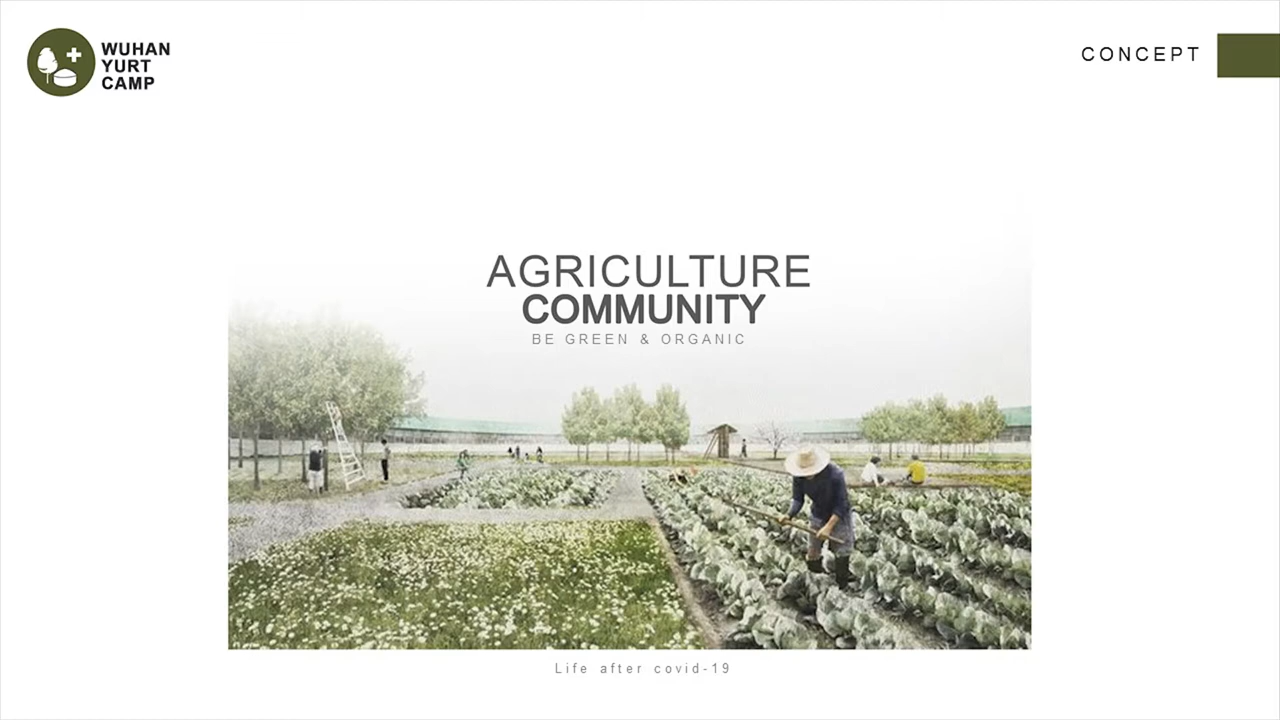 WUHAN
YURT
CAMP
CONCEPT
AGRICULTURE
COMMUNITY
BE GREEN & ORGANIC
Life after covid-19